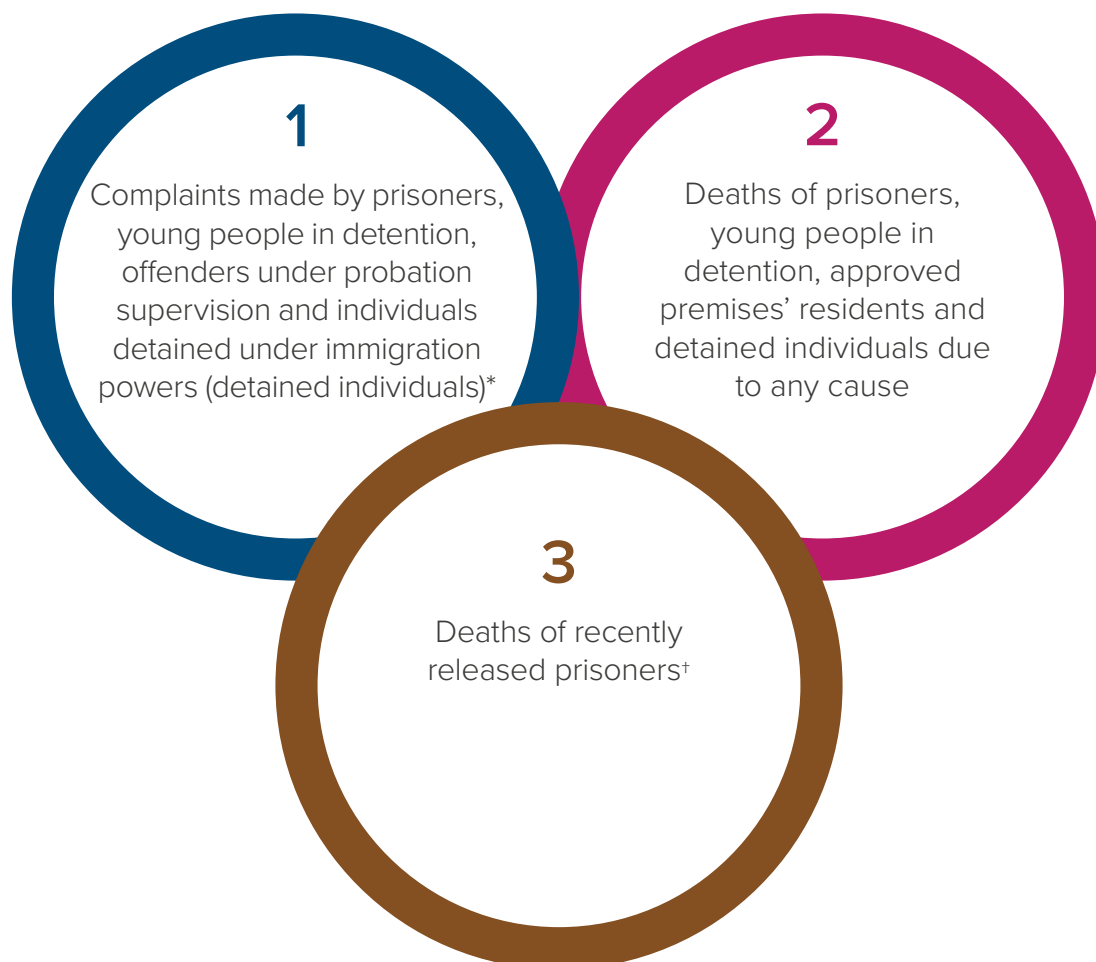 1
Complaints made by prisoners,
young people in detention,
offenders under probation
supervision and individuals
detained under immigration
powers (detained individuals)*
2
Deaths of prisoners,
young people in
detention, approved
premises’ residents and
detained individuals due
to any cause
3
Deaths of recently
released prisoners†